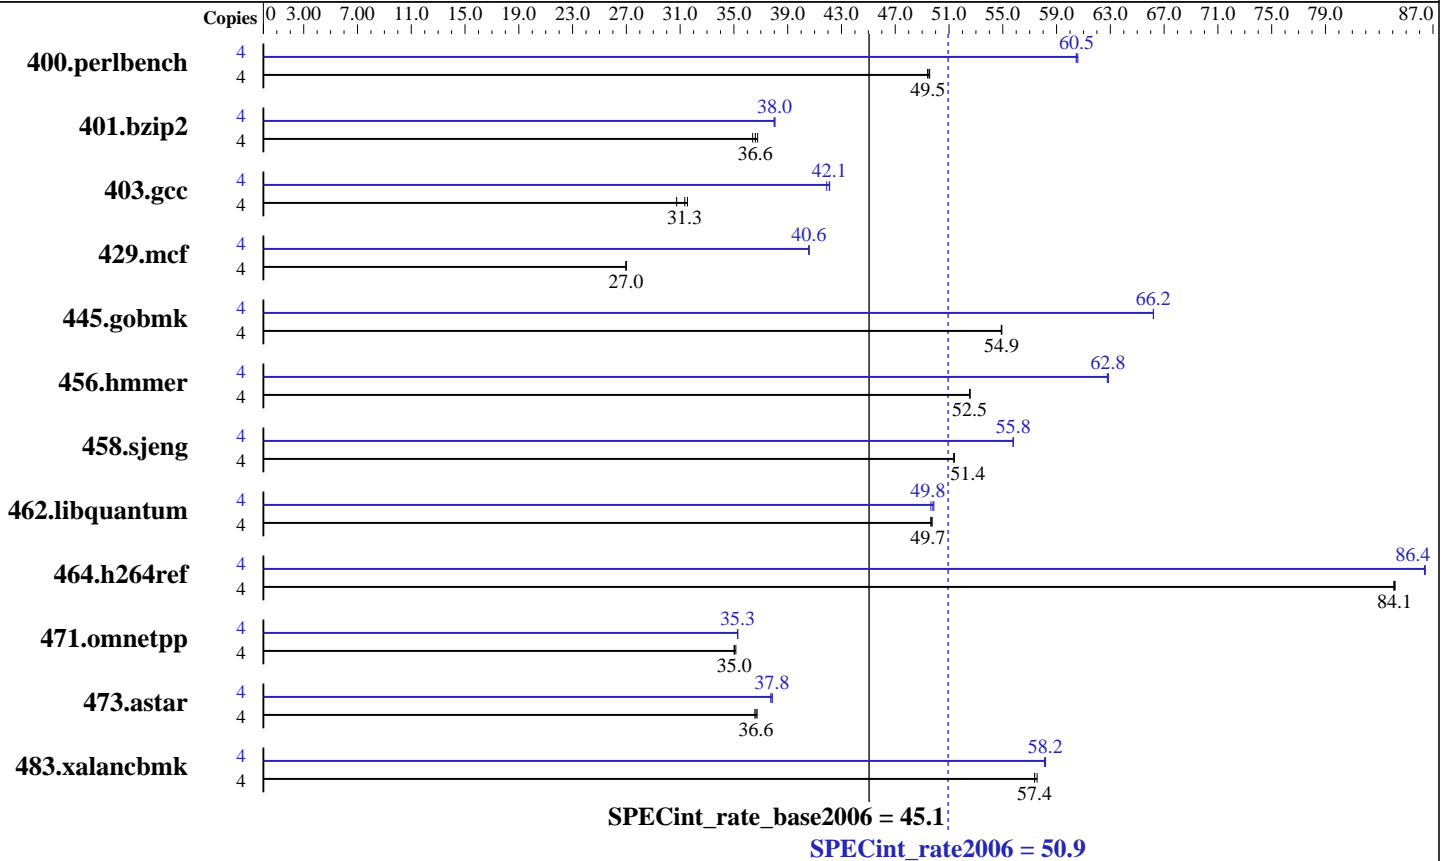 Copies 0 3.00 7.00 11.0 15.0 19.0 23.0 27.0 31.0 35.0 39.0 43.0 47.0 51.0 55.0 59.0 63.0 67.0 71.0 75.0 79.0 87.0
400.perlbench 4 60.5
4 49.5
401.bzip2 4 38.0
4 36.6
403.gcc 4 42.1
4 31.3
429.mcf 4 40.6
4 27.0
445.gobmk 4 66.2
4 54.9
456.hmmer 4 62.8
4 52.5
458.sjeng 4 55.8
4 51.4
462.libquantum 4 49.8
4 49.7
464.h264ref 4 86.4
4 84.1
471.omnetpp 4 35.3
4 35.0
473.astar 4 37.8
4 36.6
483.xalancbmk 4 58.2
4 57.4
SPECint_rate_base2006 = 45.1
SPECint_rate2006 = 50.9